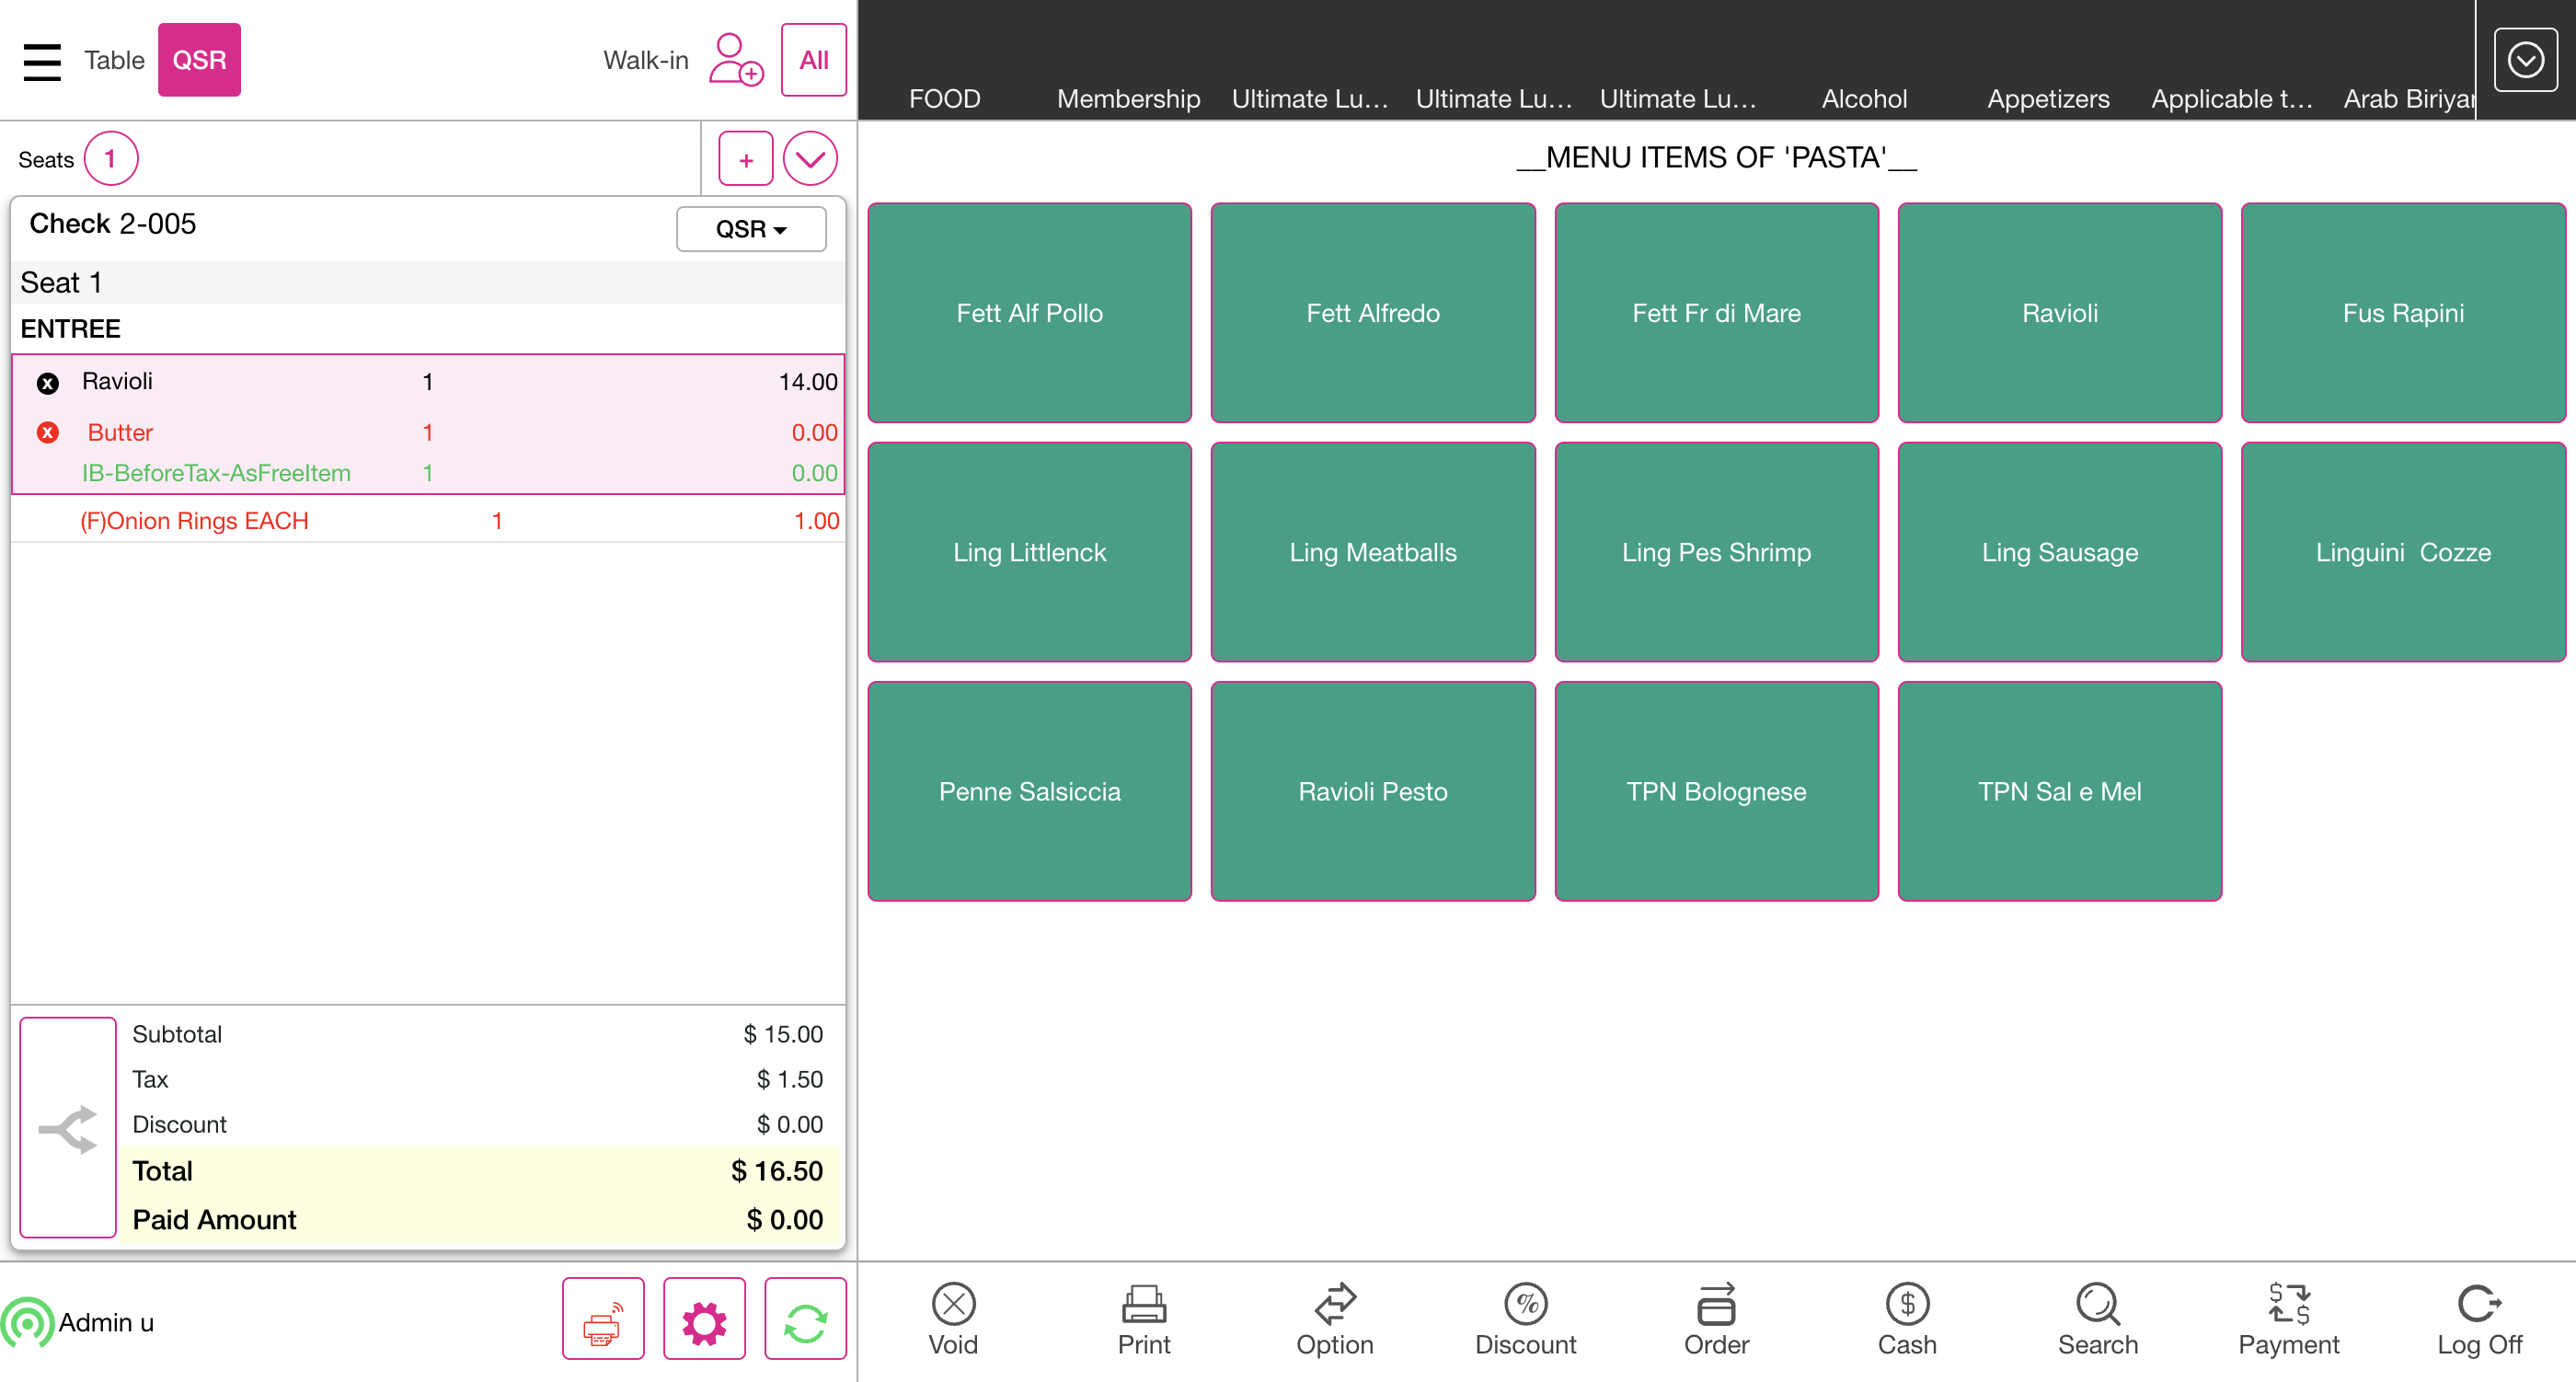 Table QSR Walk-in All
FOOD Membership Ultimate Lu... Ultimate Lu... Ultimate Lu... Alcohol Appetizers Applicable t... Arab Biriyar
Seats 1 +
__MENU ITEMS OF 'PASTA'__
Check 2-005 QSR
Seat 1
ENTREE
x Ravioli 1 14.00
x Butter 1 0.00
IB-BeforeTax-AsFreeItem 1 0.00
(F)Onion Rings EACH 1 1.00
Fett Alf Pollo Fett Alfredo Fett Fr di Mare Ravioli Fus Rapini
Ling Littlenck Ling Meatballs Ling Pes Shrimp Ling Sausage Linguini  Cozze
Penne Salsiccia Ravioli Pesto TPN Bolognese TPN Sal e Mel
Subtotal $ 15.00
Tax $ 1.50
Discount $ 0.00
Total $ 16.50
Paid Amount $ 0.00
Admin u
Void Print Option Discount Order Cash Search Payment Log Off